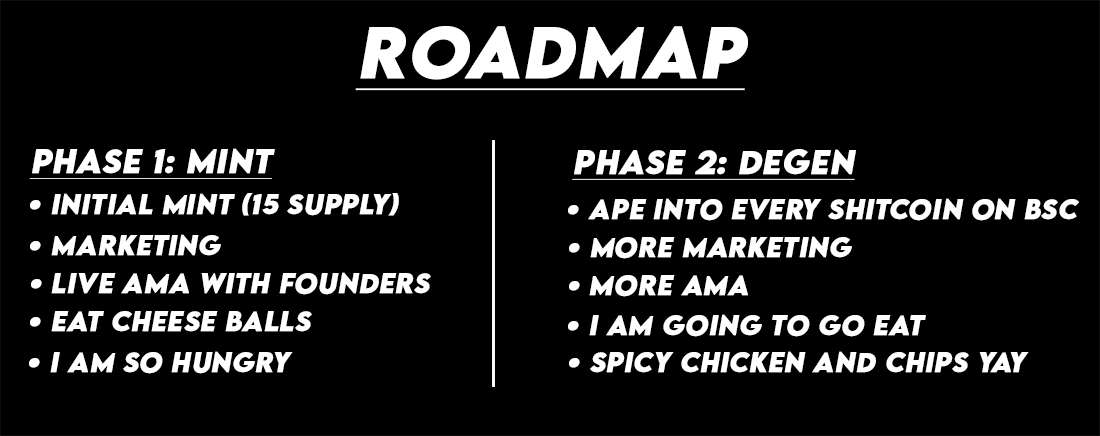 ROADMAP
PHASE 1: MINT
• INITIAL MINT (15 SUPPLY)
• MARKETING
• LIVE AMA WITH FOUNDERS
• EAT CHEESE BALLS
• I AM SO HUNGRY
PHASE 2: DEGEN
• APE INTO EVERY SHITCOIN ON BSC
• MORE MARKETING
• MORE AMA
• I AM GOING TO GO EAT
• SPICY CHICKEN AND CHIPS YAY